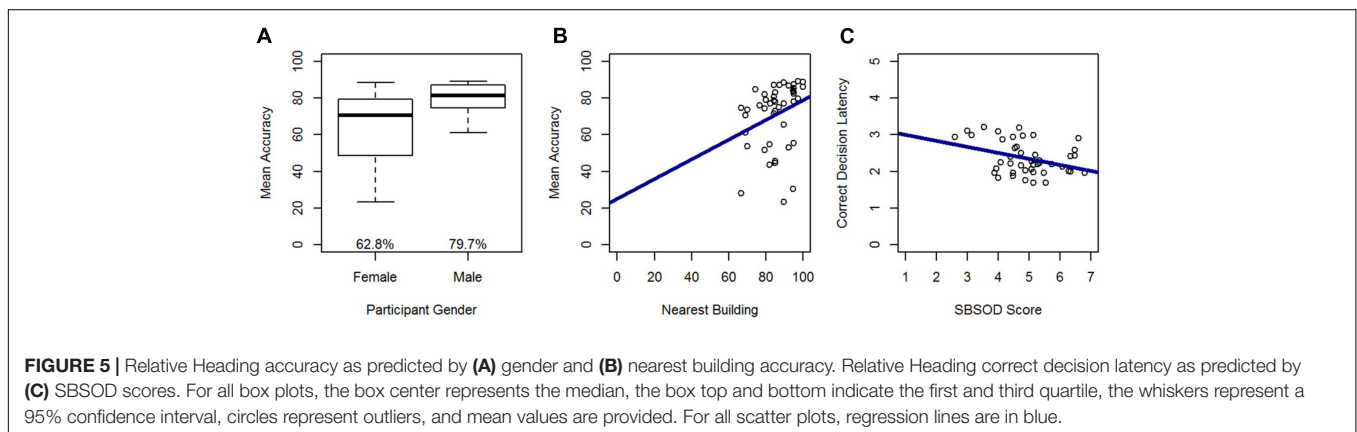 A
Mean Accuracy
100
80
60
40
20
0
62.8% 79.7%
Female Male
Participant Gender
B
Mean Accuracy
100
80
60
40
20
0
0 20 40 60 80 100
Nearest Building
C
Correct Decision Latency
5
4
3
2
1
0
1 2 3 4 5 6 7
SBSOD Score
FIGURE 5 | Relative Heading accuracy as predicted by (A) gender and (B) nearest building accuracy. Relative Heading correct decision latency as predicted by
(C) SBSOD scores. For all box plots, the box center represents the median, the box top and bottom indicate the first and third quartile, the whiskers represent a
95% confidence interval, circles represent outliers, and mean values are provided. For all scatter plots, regression lines are in blue.